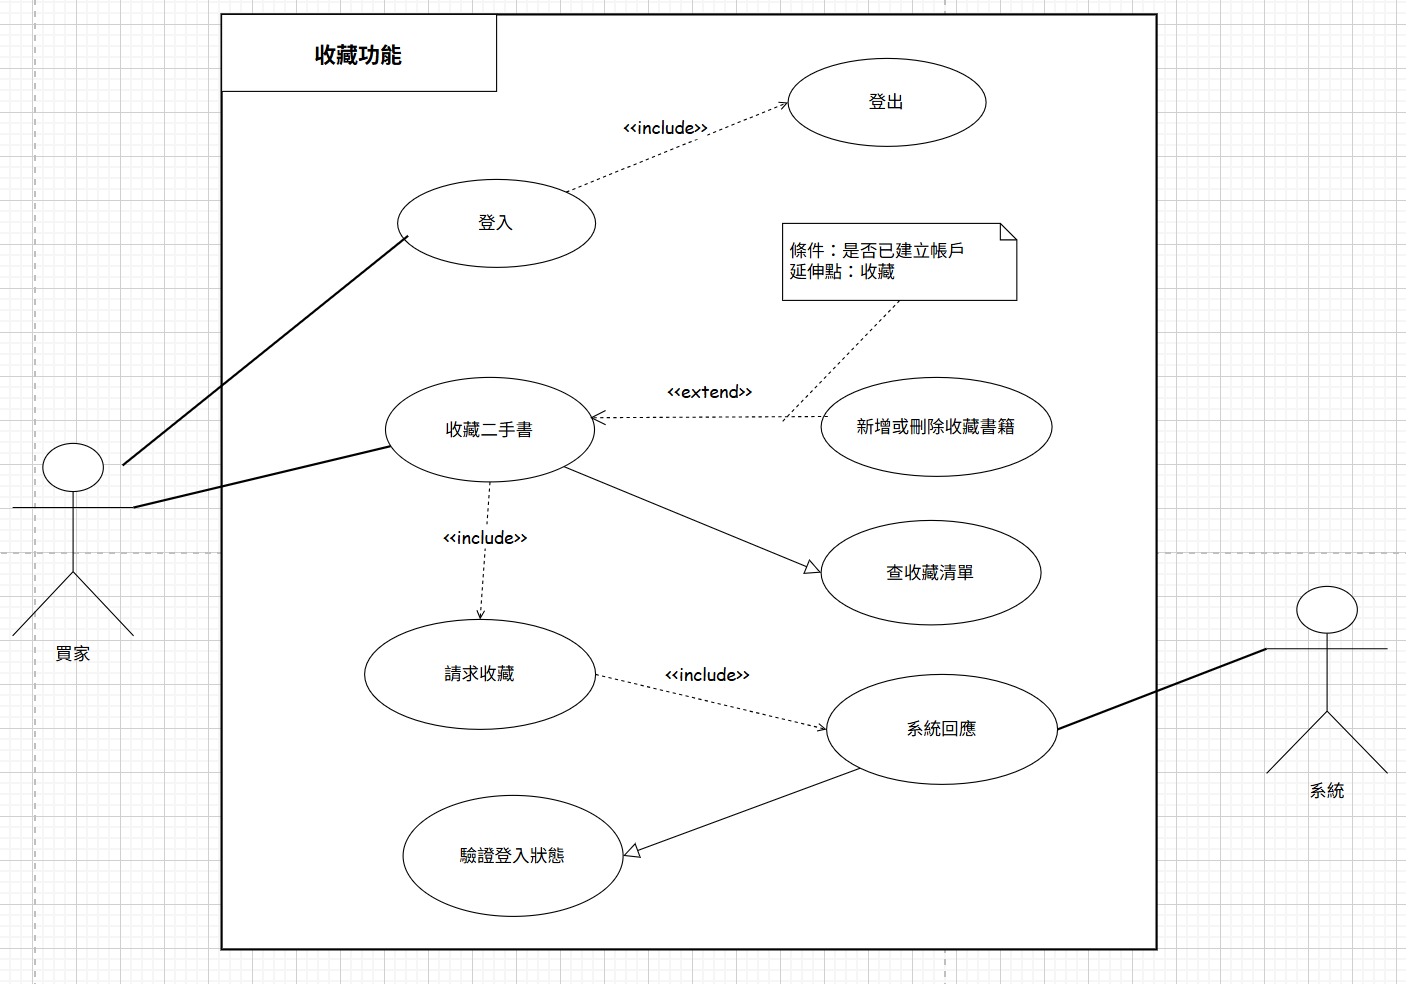 收藏功能
登出
<<include>>
登入
條件：是否已建立帳戶
延伸點：收藏
<<extend>>
收藏二手書
新增或刪除收藏書籍
<<include>>
查收藏清單
買家
請求收藏
<<include>>
系統回應
系統
驗證登入狀態